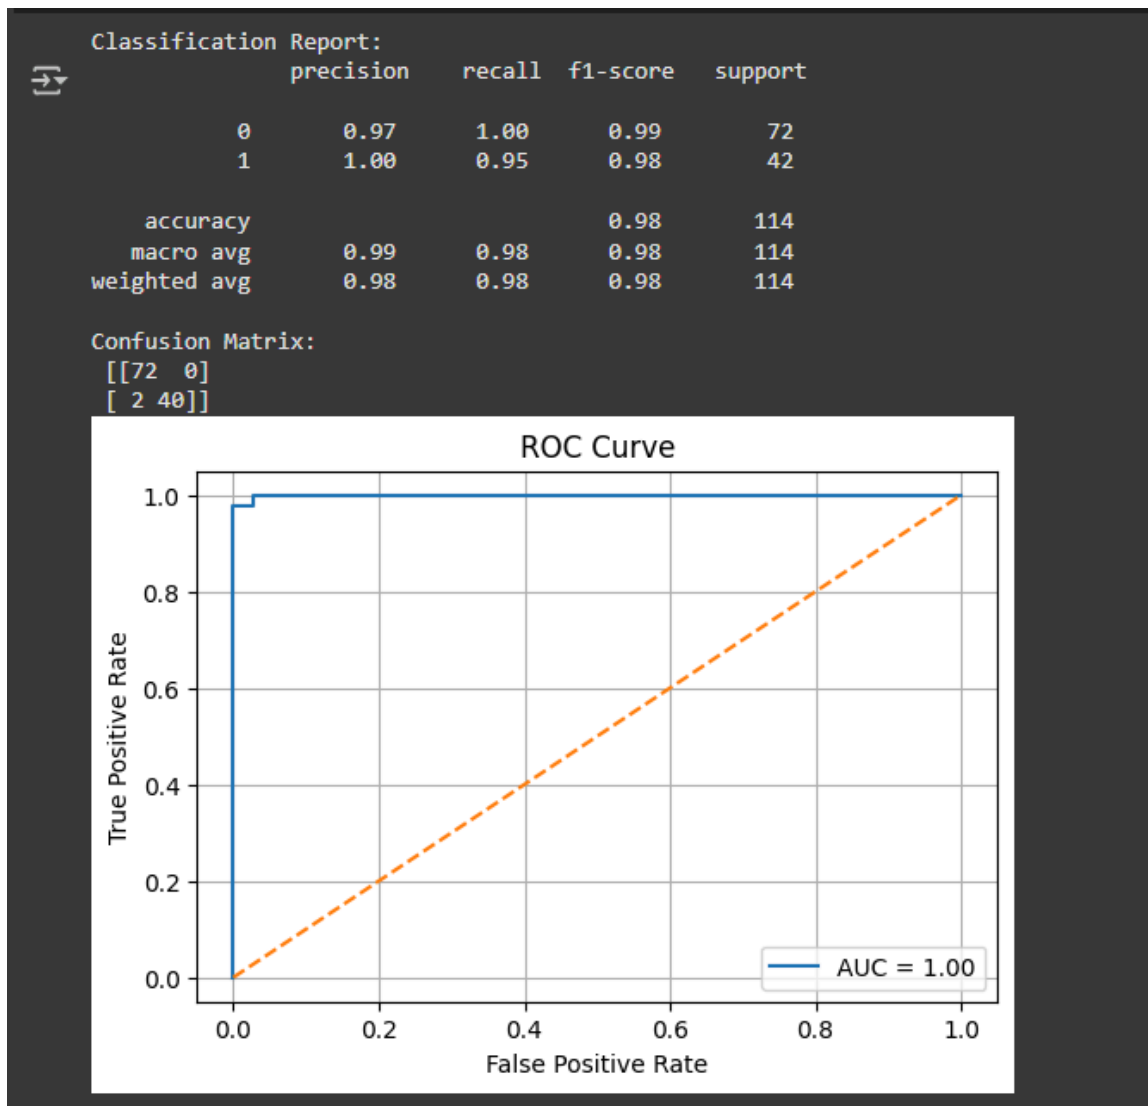 Classification Report:
precision recall f1-score support
0 0.97 1.00 0.99 72
1 1.00 0.95 0.98 42
accuracy 0.98 114
macro avg 0.99 0.98 0.98 114
weighted avg 0.98 0.98 0.98 114
Confusion Matrix:
[[72 0]
[ 2 40]]
ROC Curve
True Positive Rate
1.0
0.8
0.6
0.4
0.2
0.0
AUC = 1.00
0.0 0.2 0.4 0.6 0.8 1.0
False Positive Rate